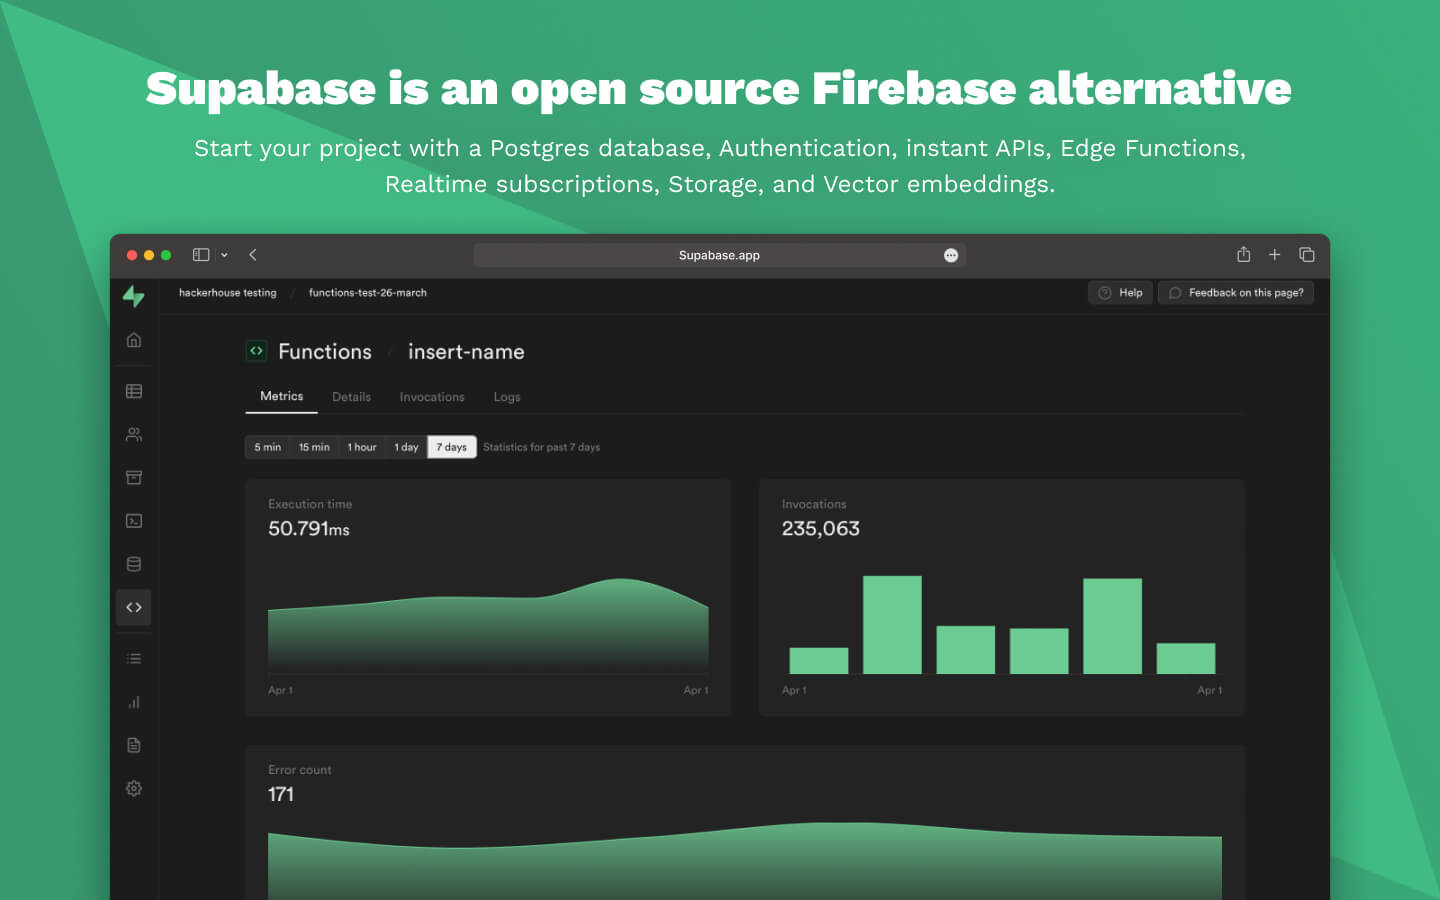 Supabase is an open source Firebase alternative
Start your project with a Postgres database, Authentication, instant APIs, Edge Functions,
Realtime subscriptions, Storage, and Vector embeddings.
Supabase.app
hackerhouse testing / functions-test-26-march
Help
Feedback on this page?
Functions / insert-name
Metrics Details Invocations Logs
5 min 15 min 1 hour 1 day 7 days Statistics for past 7 days
Execution time
50.791ms
Apr 1 Apr 1
Invocations
235,063
Apr 1 Apr 1
Error count
171